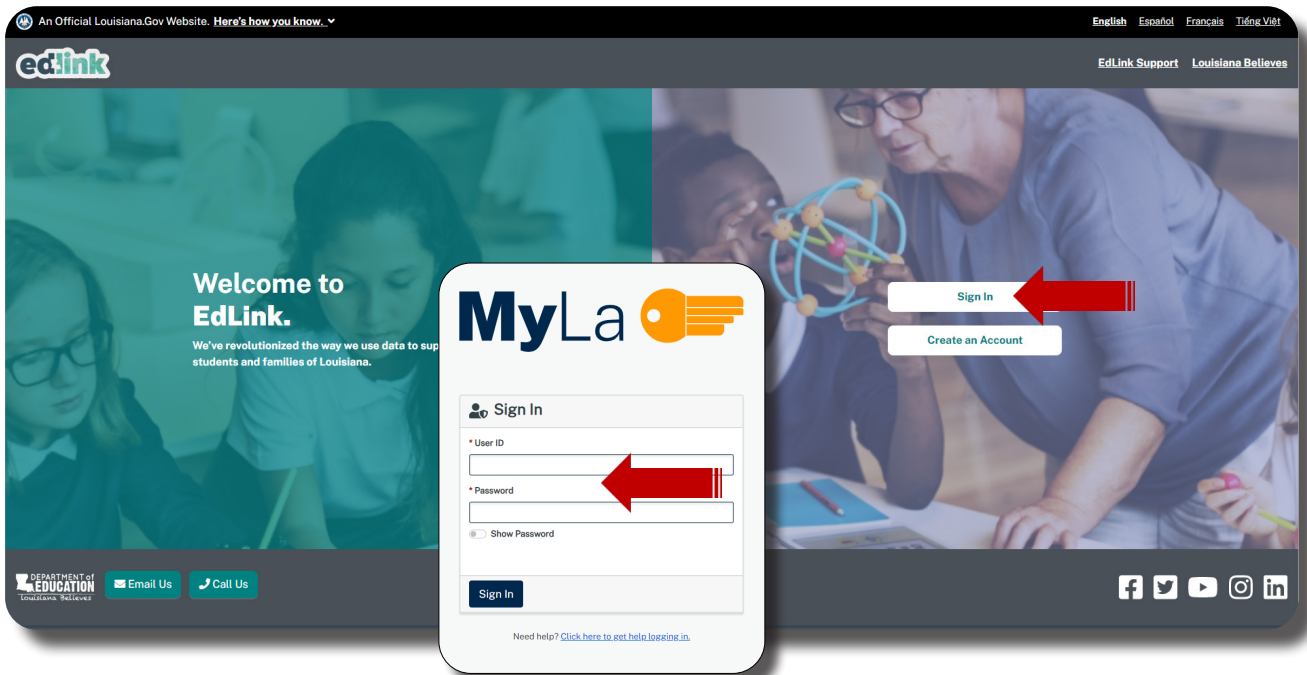 An Official Louisiana.Gov Website. Here's how you know.
English Español Français Tiếng Việt
edlink
EdLink Support Louisiana Believes
Welcome to
EdLink.
We've revolutionized the way we use data to sup
students and families of Louisiana.
Sign In
Create an Account
MyLa
Sign In
* User ID
* Password
Show Password
Sign In
Need help? Click here to get help logging in.
DEPARTMENT of
EDUCATION
Louisiana Believes
Email Us
Call Us